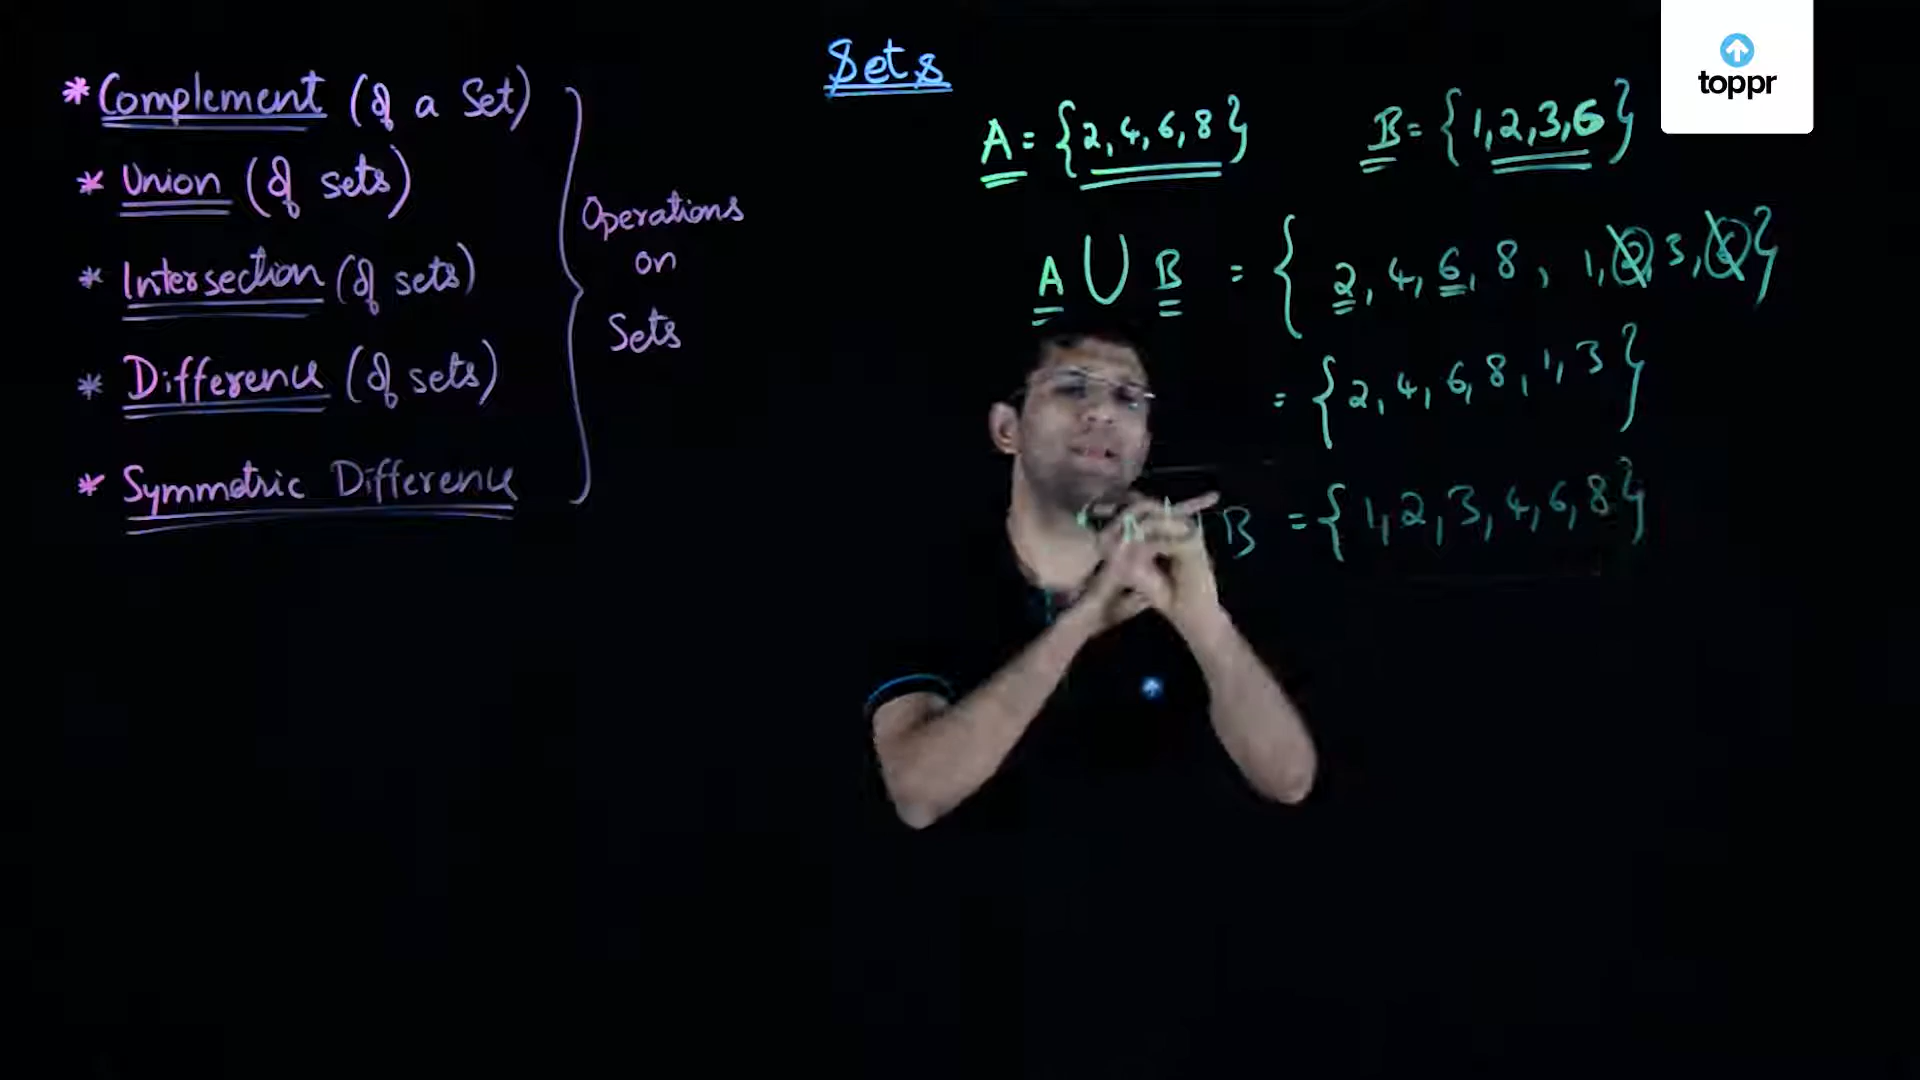 Sets
toppr
* Complement (of a Set)
* Union (of sets)
* Intersection (of sets)
* Difference (of sets)
* Symmetric Difference
Operations
on
Sets
A = {2, 4, 6, 8}
B = {1, 2, 3, 6}
A ∪ B = { 2, 4, 6, 8, 1, 2, 3, 6}
= {2, 4, 6, 8, 1, 3}
B = {1, 2, 3, 4, 6, 8}